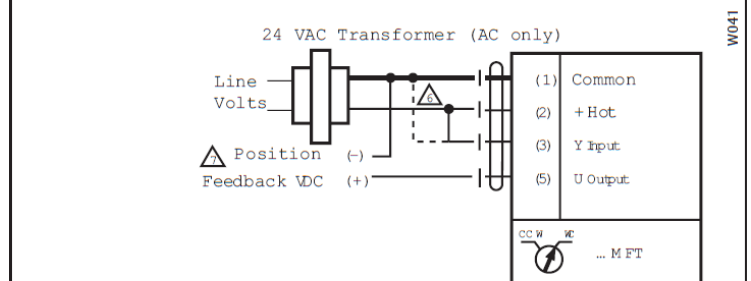 24 VAC Transformer (AC only)
W041
Line
Volts
(1) Common
6
(2) + Hot
(3) Y Input
7 Position (-)
Feedback VDC (+)
(5) U Output
CCW
... MFT